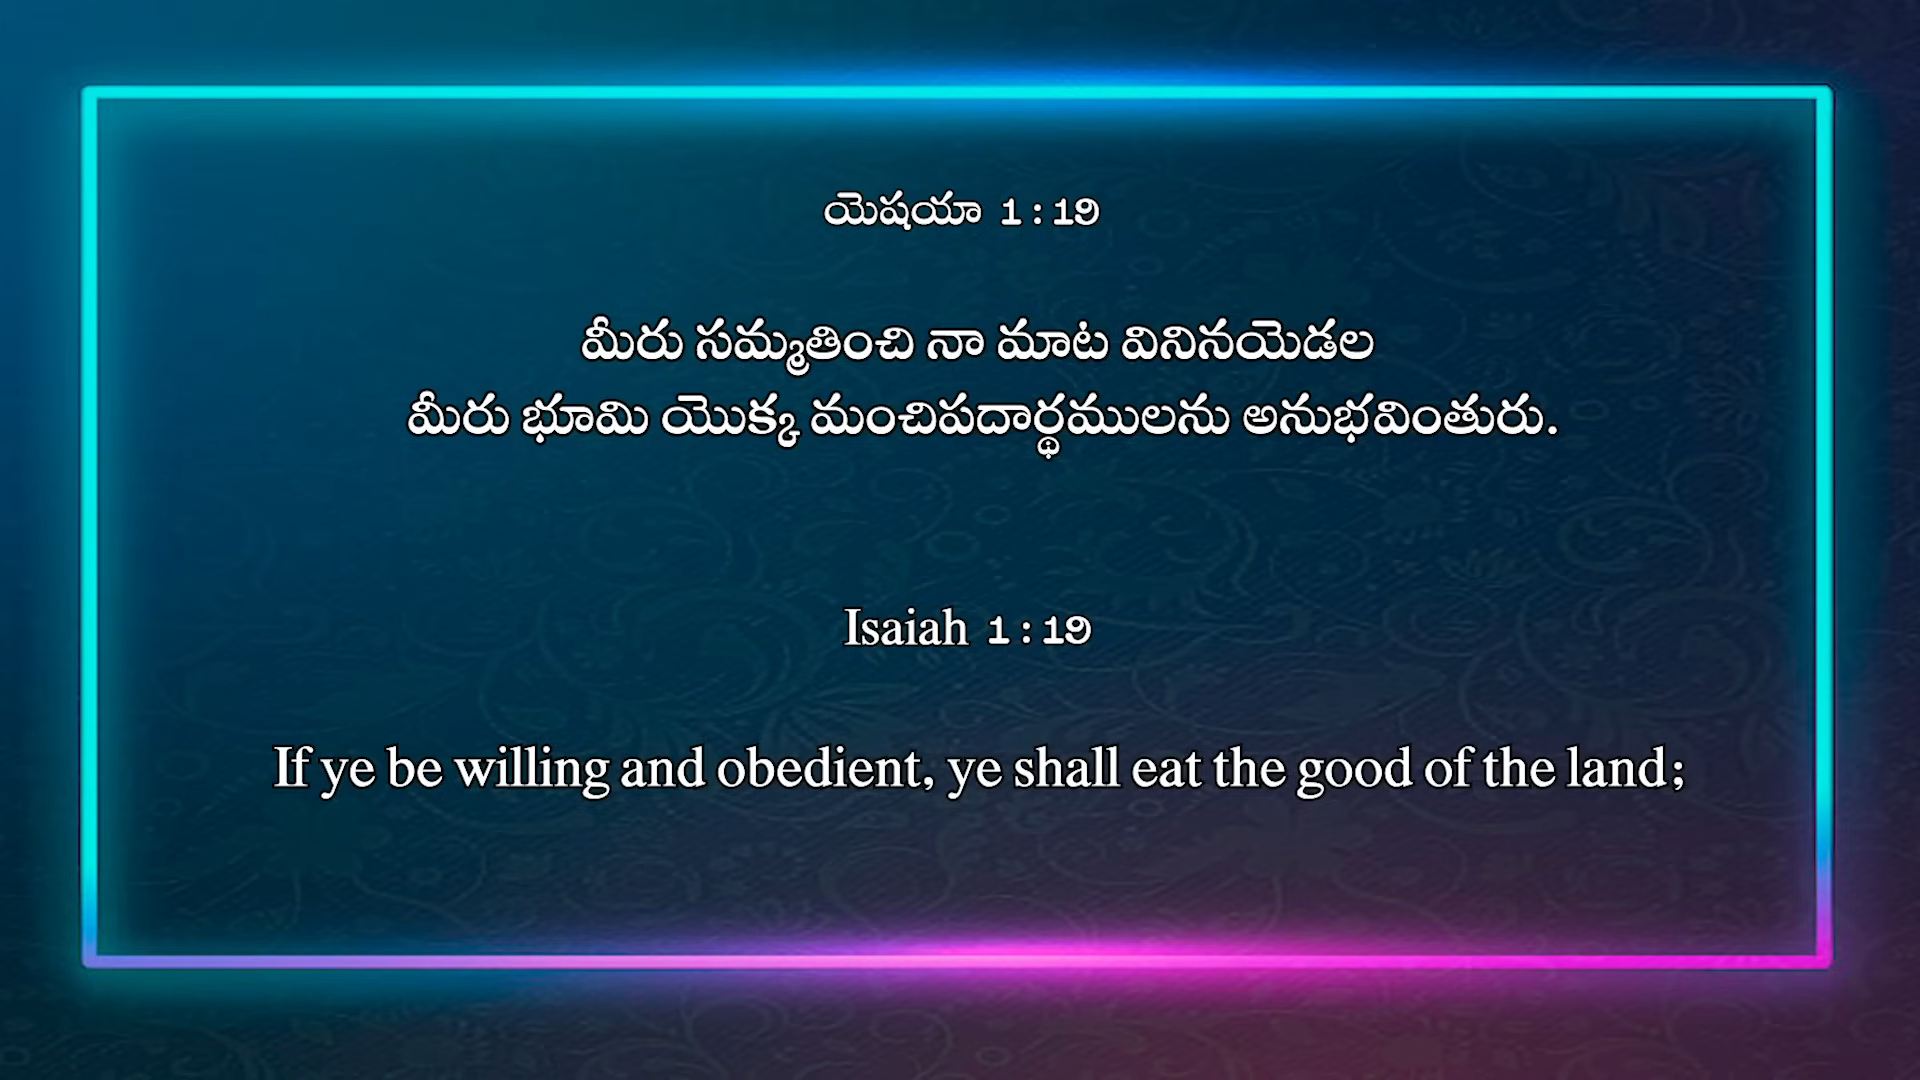 యెషయా 1 : 19
మీరు సమ్మతించి నా మాట వినినయెడల
మీరు భూమి యొక్క మంచిపదార్థములను అనుభవింతురు.
Isaiah 1 : 19
If ye be willing and obedient, ye shall eat the good of the land;